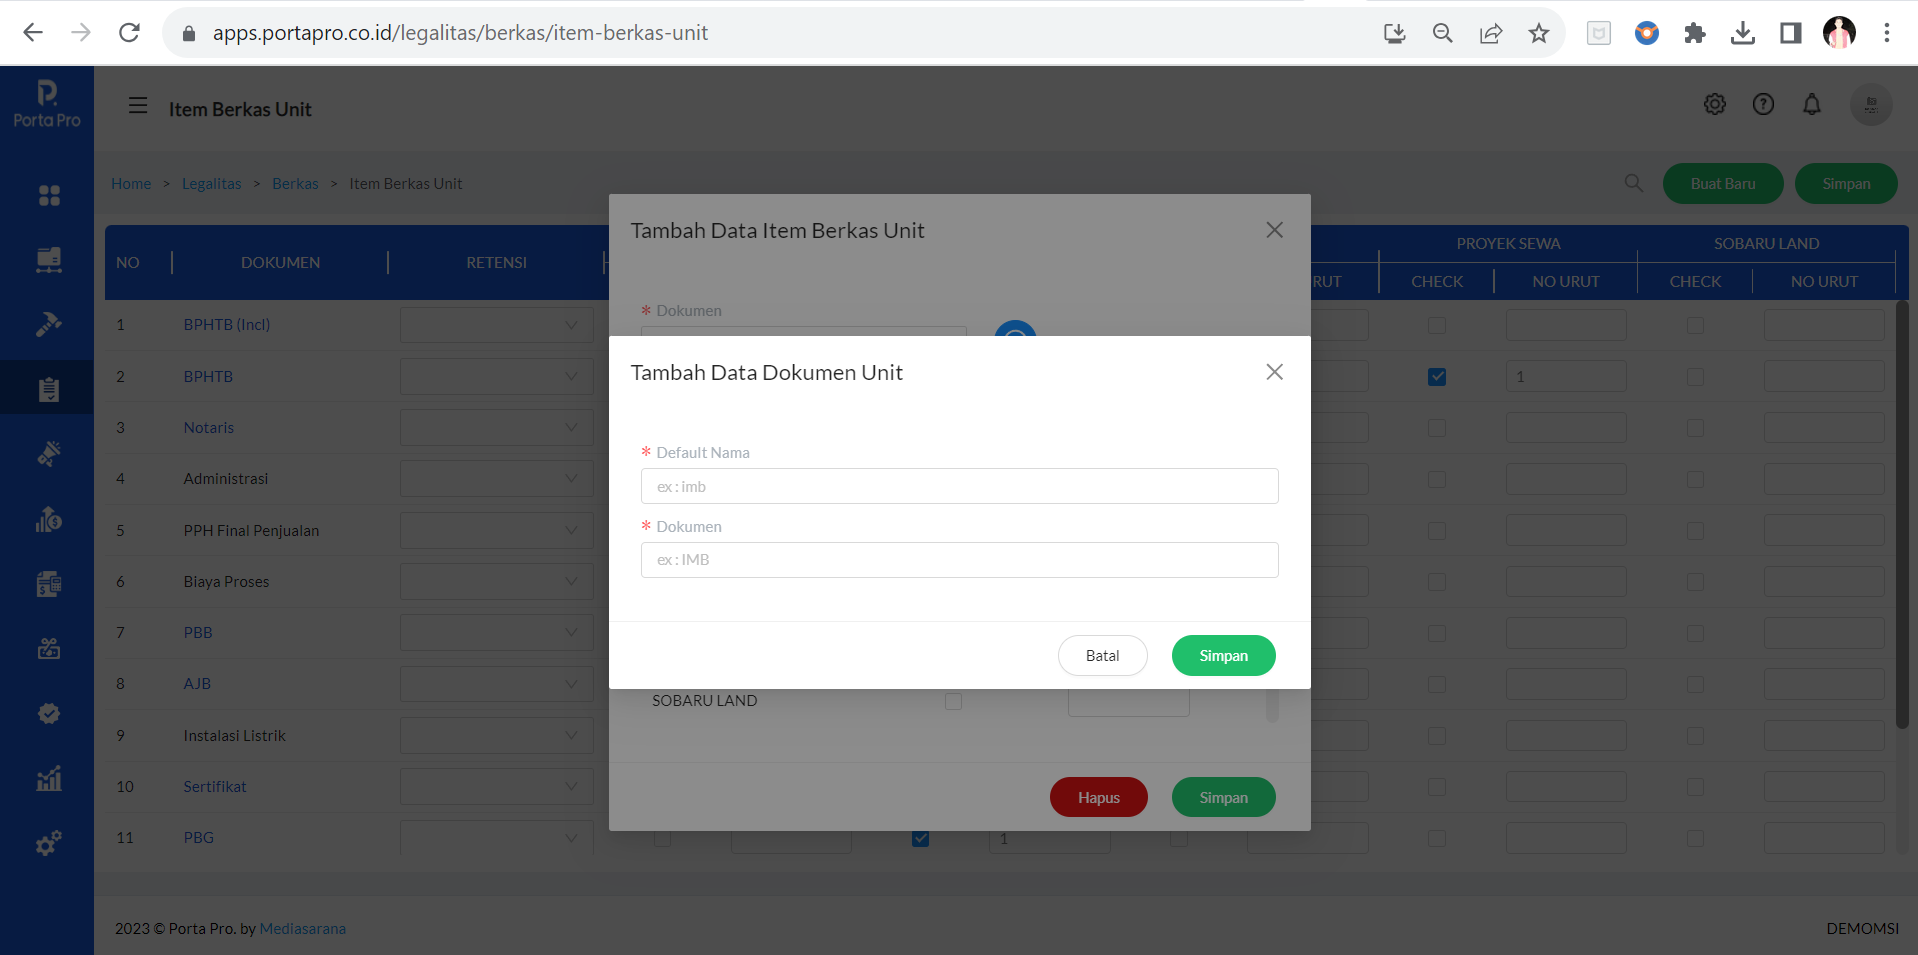 apps.portapro.co.id/legalitas/berkas/item-berkas-unit
Porta Pro
Item Berkas Unit
Home > Legalitas > Berkas > Item Berkas Unit
Buat Baru
Simpan
NO
DOKUMEN
RETENSI
PROYEK SEWA
SOBARU LAND
RUT
CHECK
NO URUT
CHECK
NO URUT
1 BPHTB (Incl)
2 BPHTB
1
3 Notaris
4 Administrasi
5 PPH Final Penjualan
6 Biaya Proses
7 PBB
8 AJB
9 Instalasi Listrik
10 Sertifikat
11 PBG
1
Tambah Data Item Berkas Unit
* Dokumen
Tambah Data Dokumen Unit
* Default Nama
ex : imb
* Dokumen
ex : IMB
Batal
Simpan
SOBARU LAND
Hapus
Simpan
2023 © Porta Pro. by Mediasarana
DEMOMSI